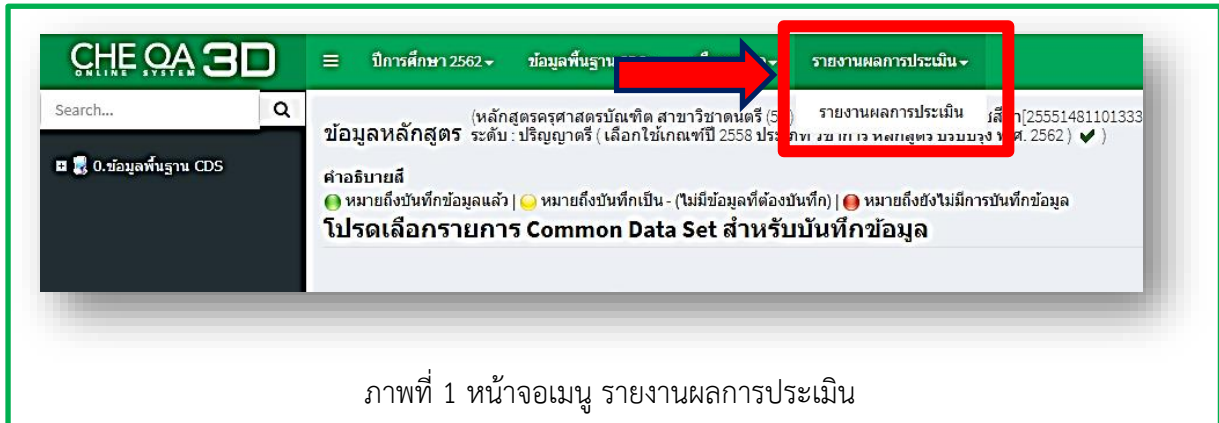 CHE QA 3D
ONLINE SYSTEM
≡ ปีการศึกษา 2562 ข้อมูลพื้นฐาน รายงานผลการประเมิน
Search...
รายงานผลการประเมิน
(หลักสูตรครุศาสตรบัณฑิต สาขาวิชาดนตรี [25551481101333
ข้อมูลหลักสูตร ระดับ : ปริญญาตรี ( เลือกใช้เกณฑ์ปี 2558 2562 ) ✔ )
0.ข้อมูลพื้นฐาน CDS
คำอธิบายสี
หมายถึงบันทึกข้อมูลแล้ว | หมายถึงบันทึกเป็น - (ไม่มีข้อมูลที่ต้องบันทึก) | หมายถึงยังไม่มีการบันทึกข้อมูล
โปรดเลือกรายการ Common Data Set สำหรับบันทึกข้อมูล
ภาพที่ 1 หน้าจอเมนู รายงานผลการประเมิน